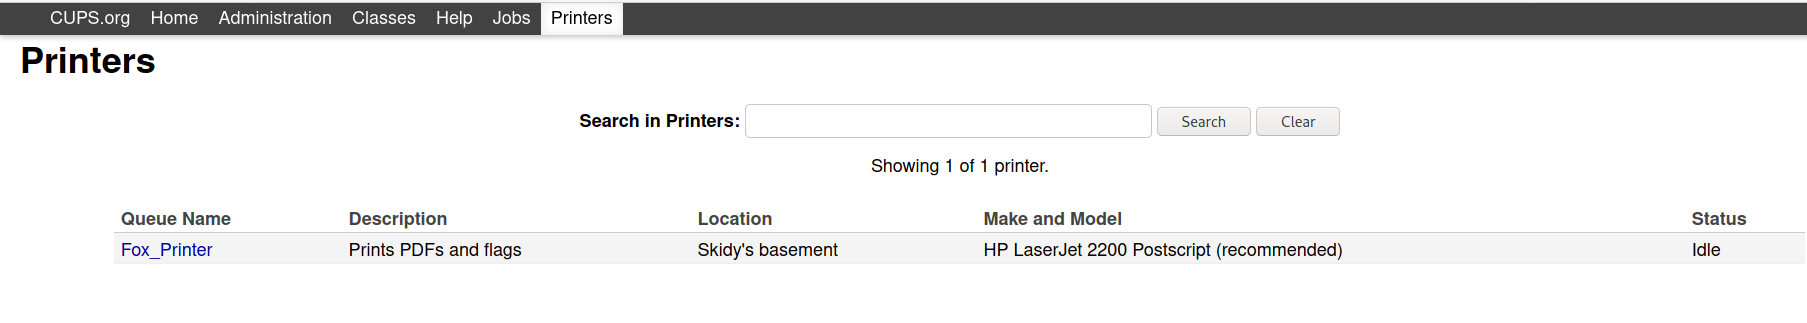 CUPS.org Home Administration Classes Help Jobs Printers
Printers
Search in Printers: Search Clear
Showing 1 of 1 printer.
Queue Name Description Location Make and Model Status
Fox_Printer Prints PDFs and flags Skidy's basement HP LaserJet 2200 Postscript (recommended) Idle